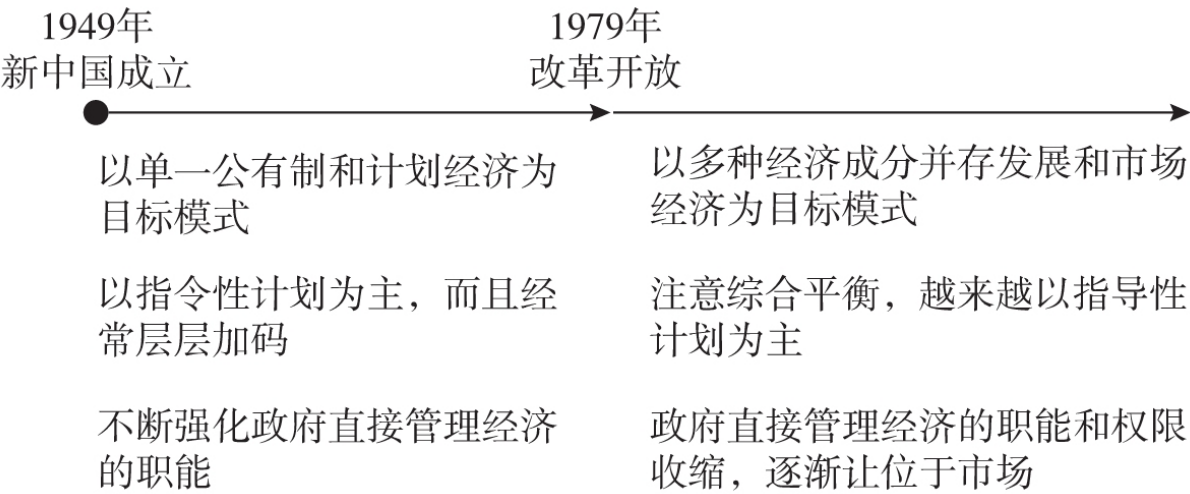 1949年
新中国成立
1979年
改革开放
以单一公有制和计划经济为
目标模式
以多种经济成分并存发展和市场
经济为目标模式
以指令性计划为主，而且经
常层层加码
注意综合平衡，越来越以指导性
计划为主
不断强化政府直接管理经济
的职能
政府直接管理经济的职能和权限
收缩，逐渐让位于市场